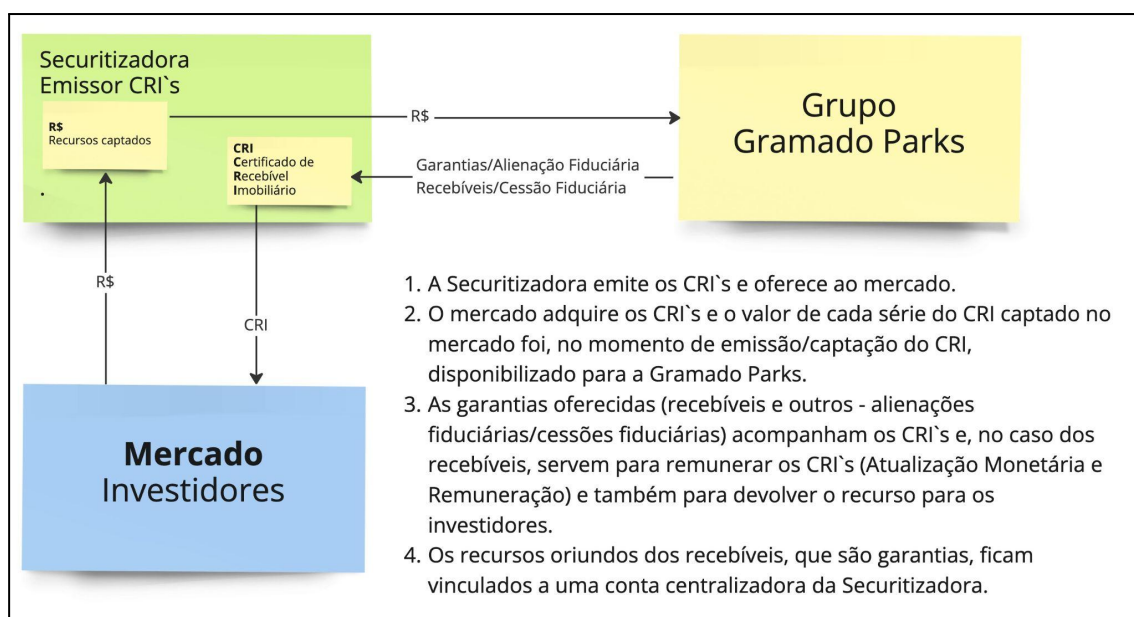 Securitizadora
Emissor CRI`s
R$
Recursos captados
.
CRI
Certificado de
Recebível
Imobiliário
R$
Grupo
Gramado Parks
Garantias/Alienação Fiduciária
Recebíveis/Cessão Fiduciária
R$
CRI
Mercado
Investidores
1. A Securitizadora emite os CRI`s e oferece ao mercado.
2. O mercado adquire os CRI`s e o valor de cada série do CRI captado no
mercado foi, no momento de emissão/captação do CRI,
disponibilizado para a Gramado Parks.
3. As garantias oferecidas (recebíveis e outros - alienações
fiduciárias/cessões fiduciárias) acompanham os CRI`s e, no caso dos
recebíveis, servem para remunerar os CRI`s (Atualização Monetária e
Remuneração) e também para devolver o recurso para os
investidores.
4. Os recursos oriundos dos recebíveis, que são garantias, ficam
vinculados a uma conta centralizadora da Securitizadora.